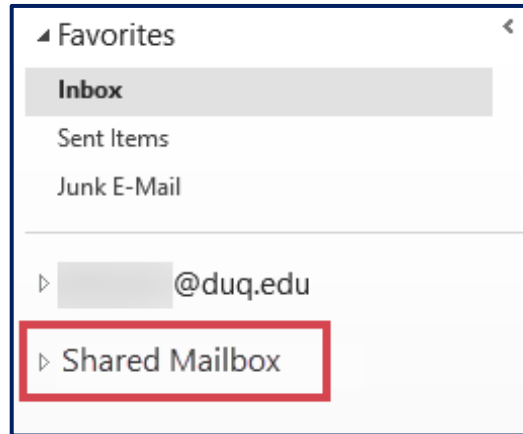 Favorites
Inbox
Sent Items
Junk E-Mail
@duq.edu
Shared Mailbox